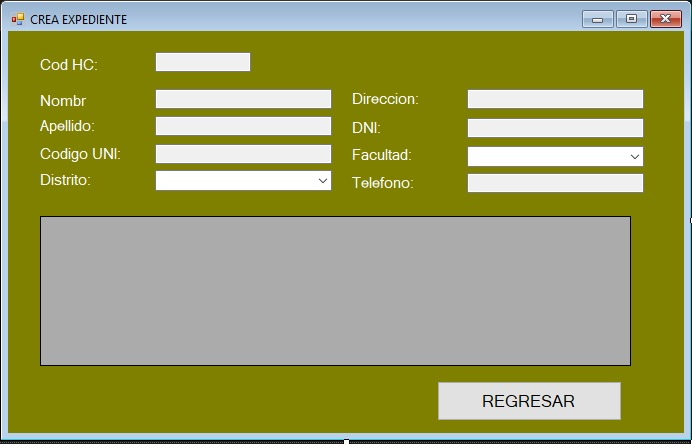 CREA EXPEDIENTE
Cod HC:
Nombr
Direccion:
Apellido:
DNI:
Codigo UNI:
Facultad:
Distrito:
Telefono:
REGRESAR